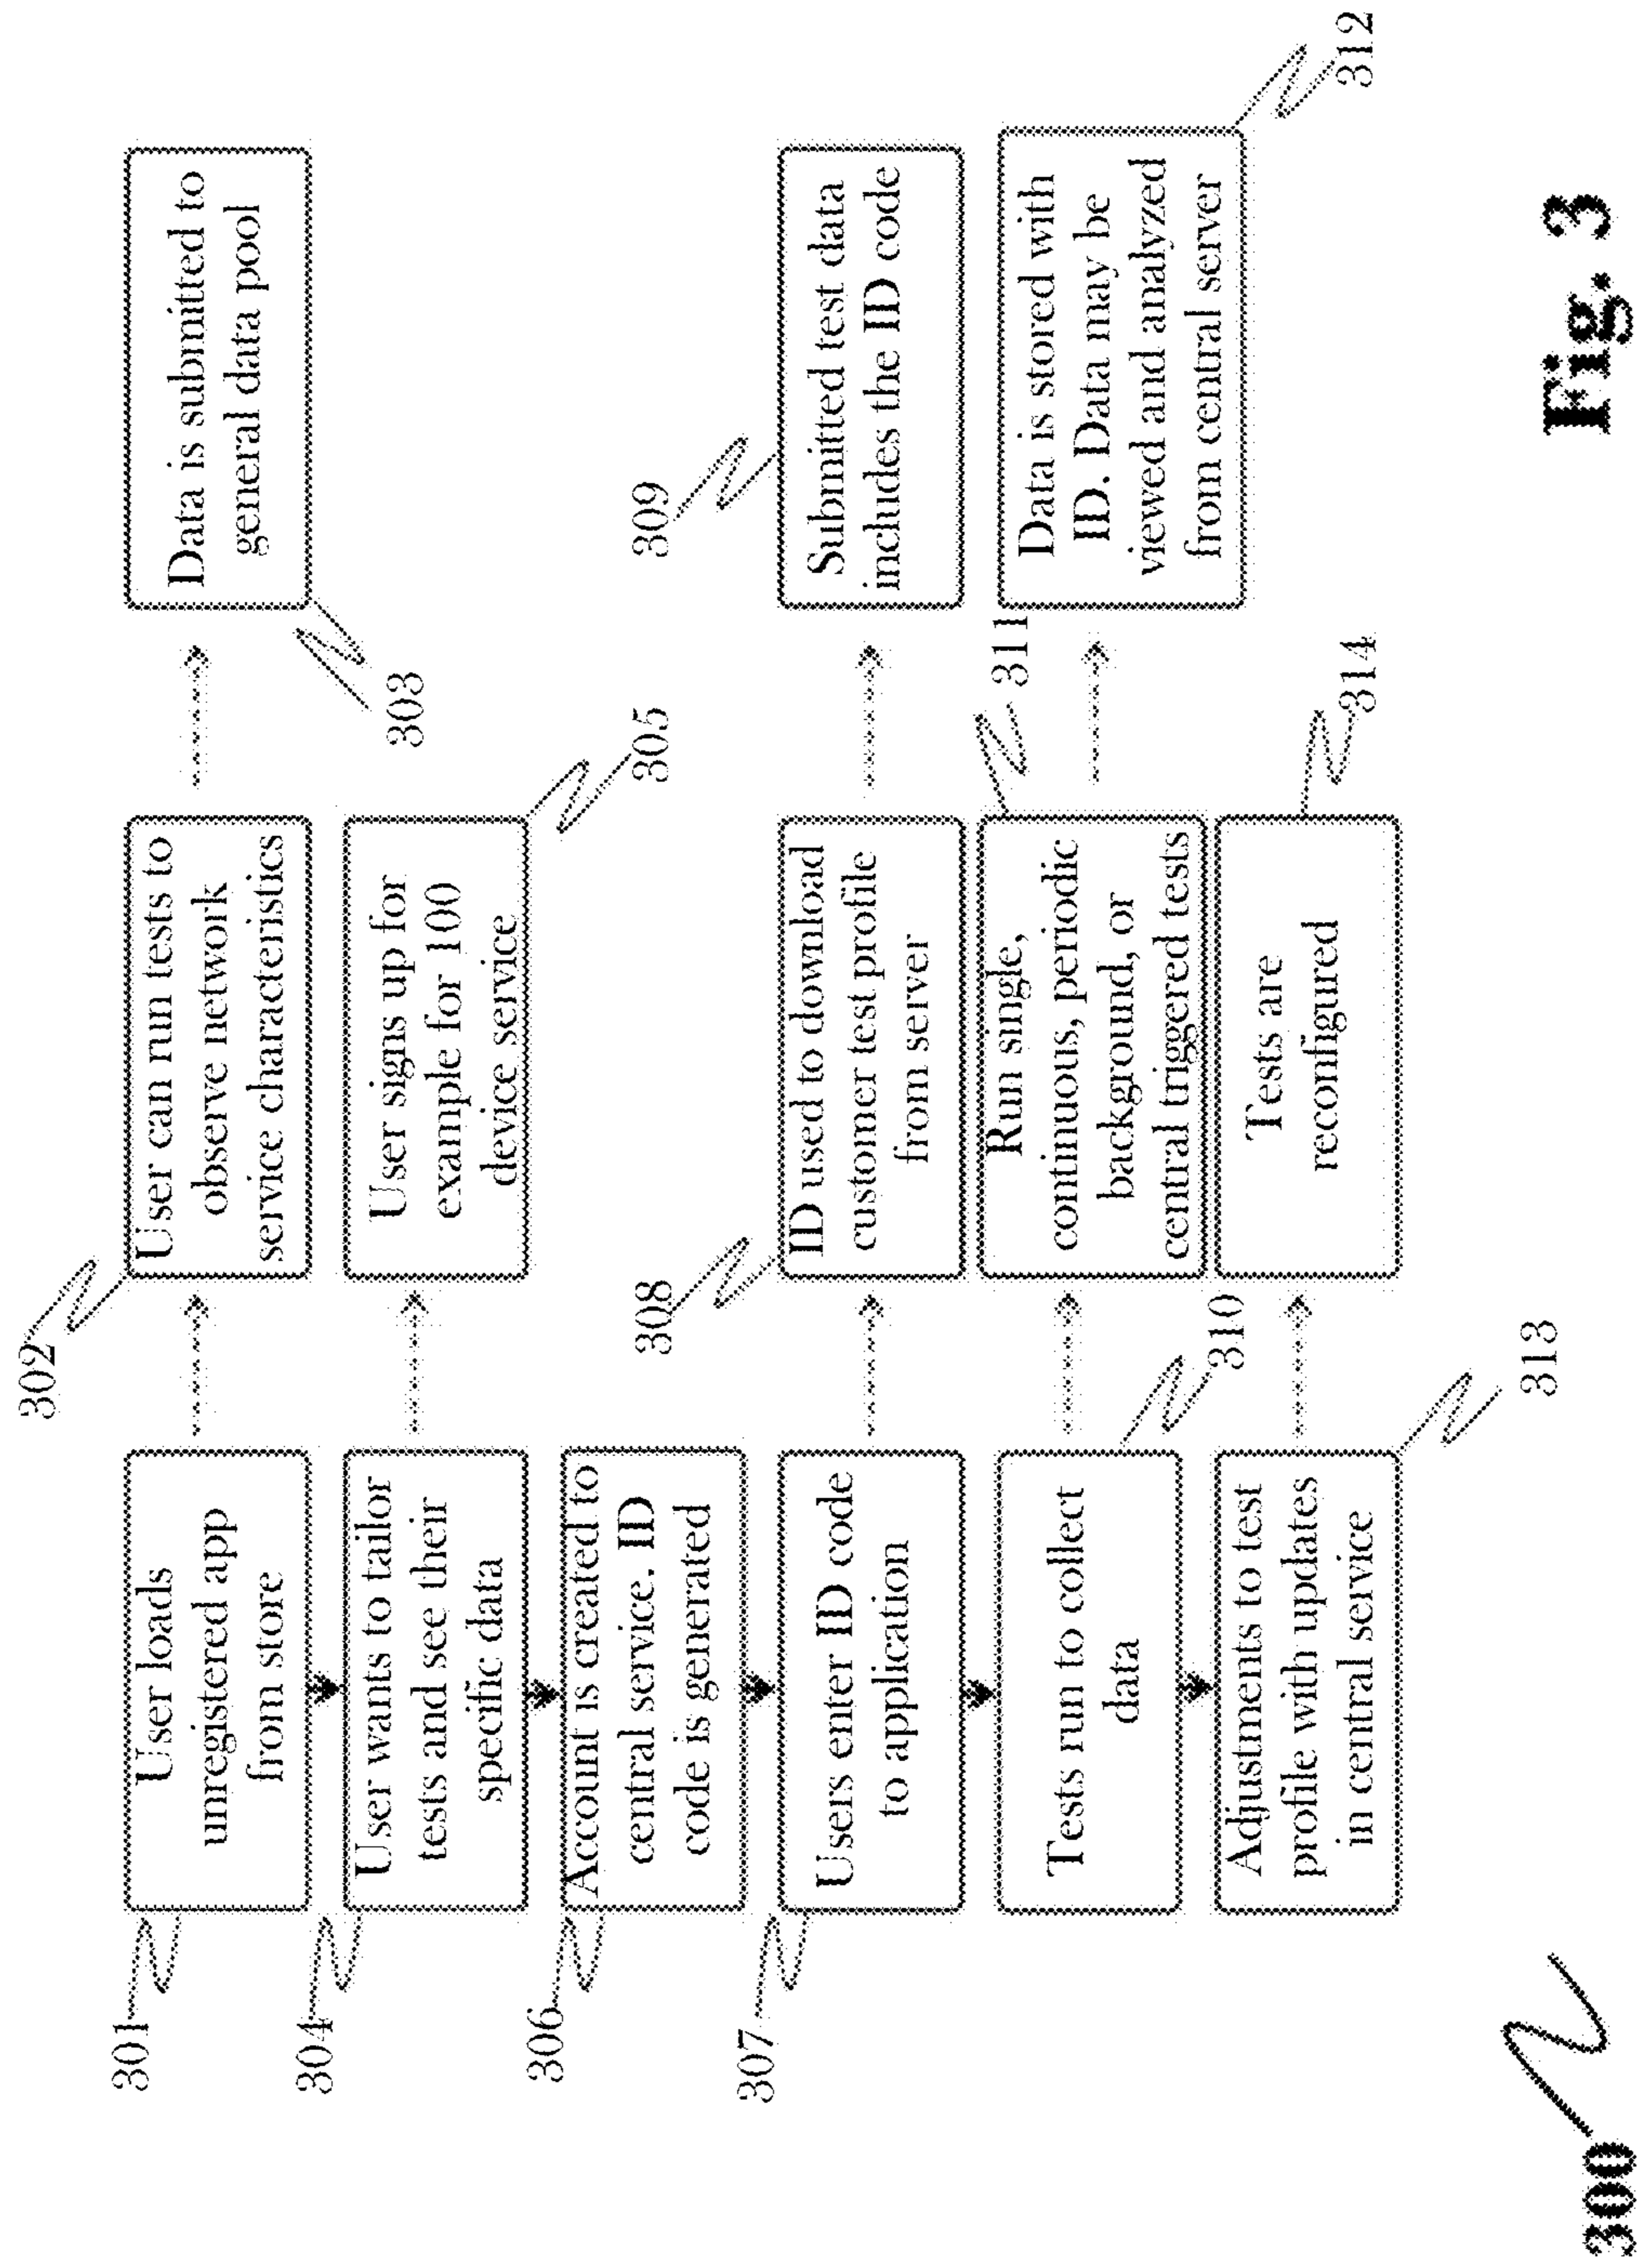 301
User loads
unregistered app
from store
302
User can run tests to
observe network
service characteristics
303
Data is submitted to
general data pool
304
User wants to tailor
tests and see their
specific data
305
User signs up for
example for 100
device service
306
Account is created to
central service. ID
code is generated
307
Users enter ID code
to application
308
ID used to download
customer test profile
from server
309
Submitted test data
includes the ID code
310
Tests run to collect
data
311
Run single,
continuous, periodic
background, or
central triggered tests
312
Data is stored with
ID. Data may be
viewed and analyzed
from central server
313
Adjustments to test
profile with updates
in central service
314
Tests are
reconfigured
300
Fig. 3